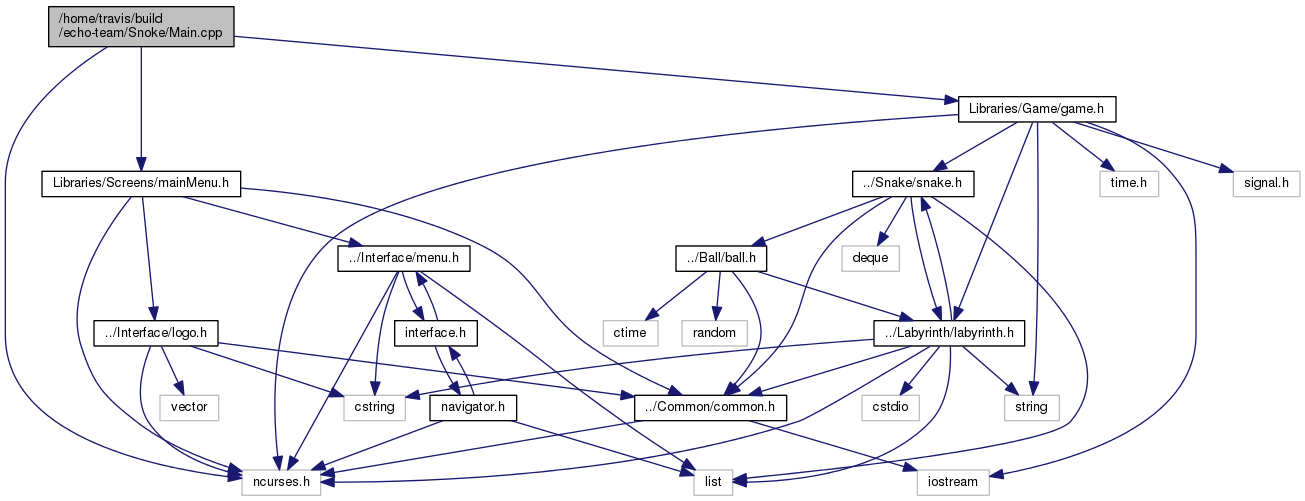 /home/travis/build
/echo-team/Snoke/Main.cpp
Libraries/Game/game.h
Libraries/Screens/mainMenu.h
../Snake/snake.h
time.h
signal.h
../Interface/menu.h
../Ball/ball.h
deque
../Interface/logo.h
interface.h
ctime
random
../Labyrinth/labyrinth.h
vector
cstring
navigator.h
../Common/common.h
cstdio
string
ncurses.h
list
iostream